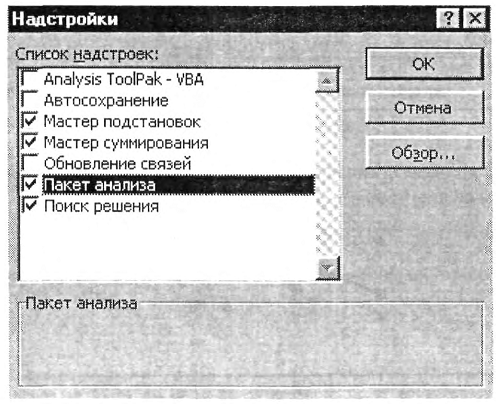 Надстройки
Список надстроек:
Analysis ToolPak - VBA
Автосохранение
Мастер подстановок
Мастер суммирования
Обновление связей
Пакет анализа
Поиск решения
OK
Отмена
Обзор...
Пакет анализа